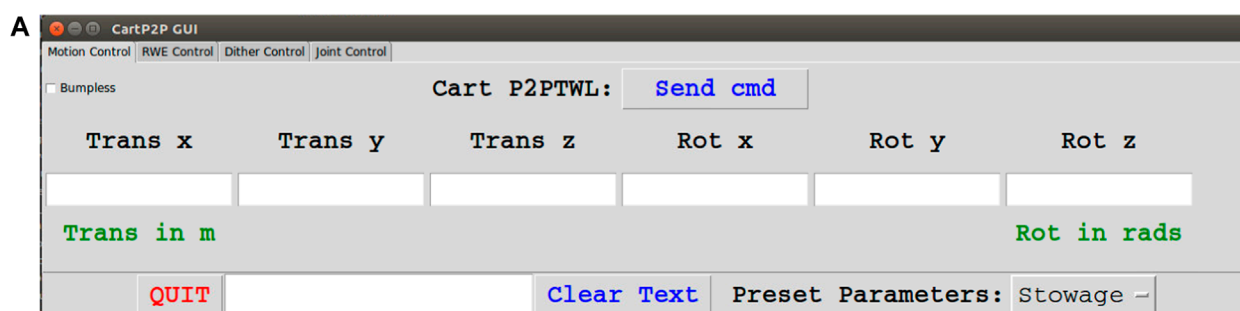 A
CartP2P GUI
Motion Control RWE Control Dither Control Joint Control
Bumpless Cart P2PTWL: Send cmd
Trans x Trans y Trans z Rot x Rot y Rot z
Trans in m Rot in rads
QUIT Clear Text Preset Parameters: Stowage